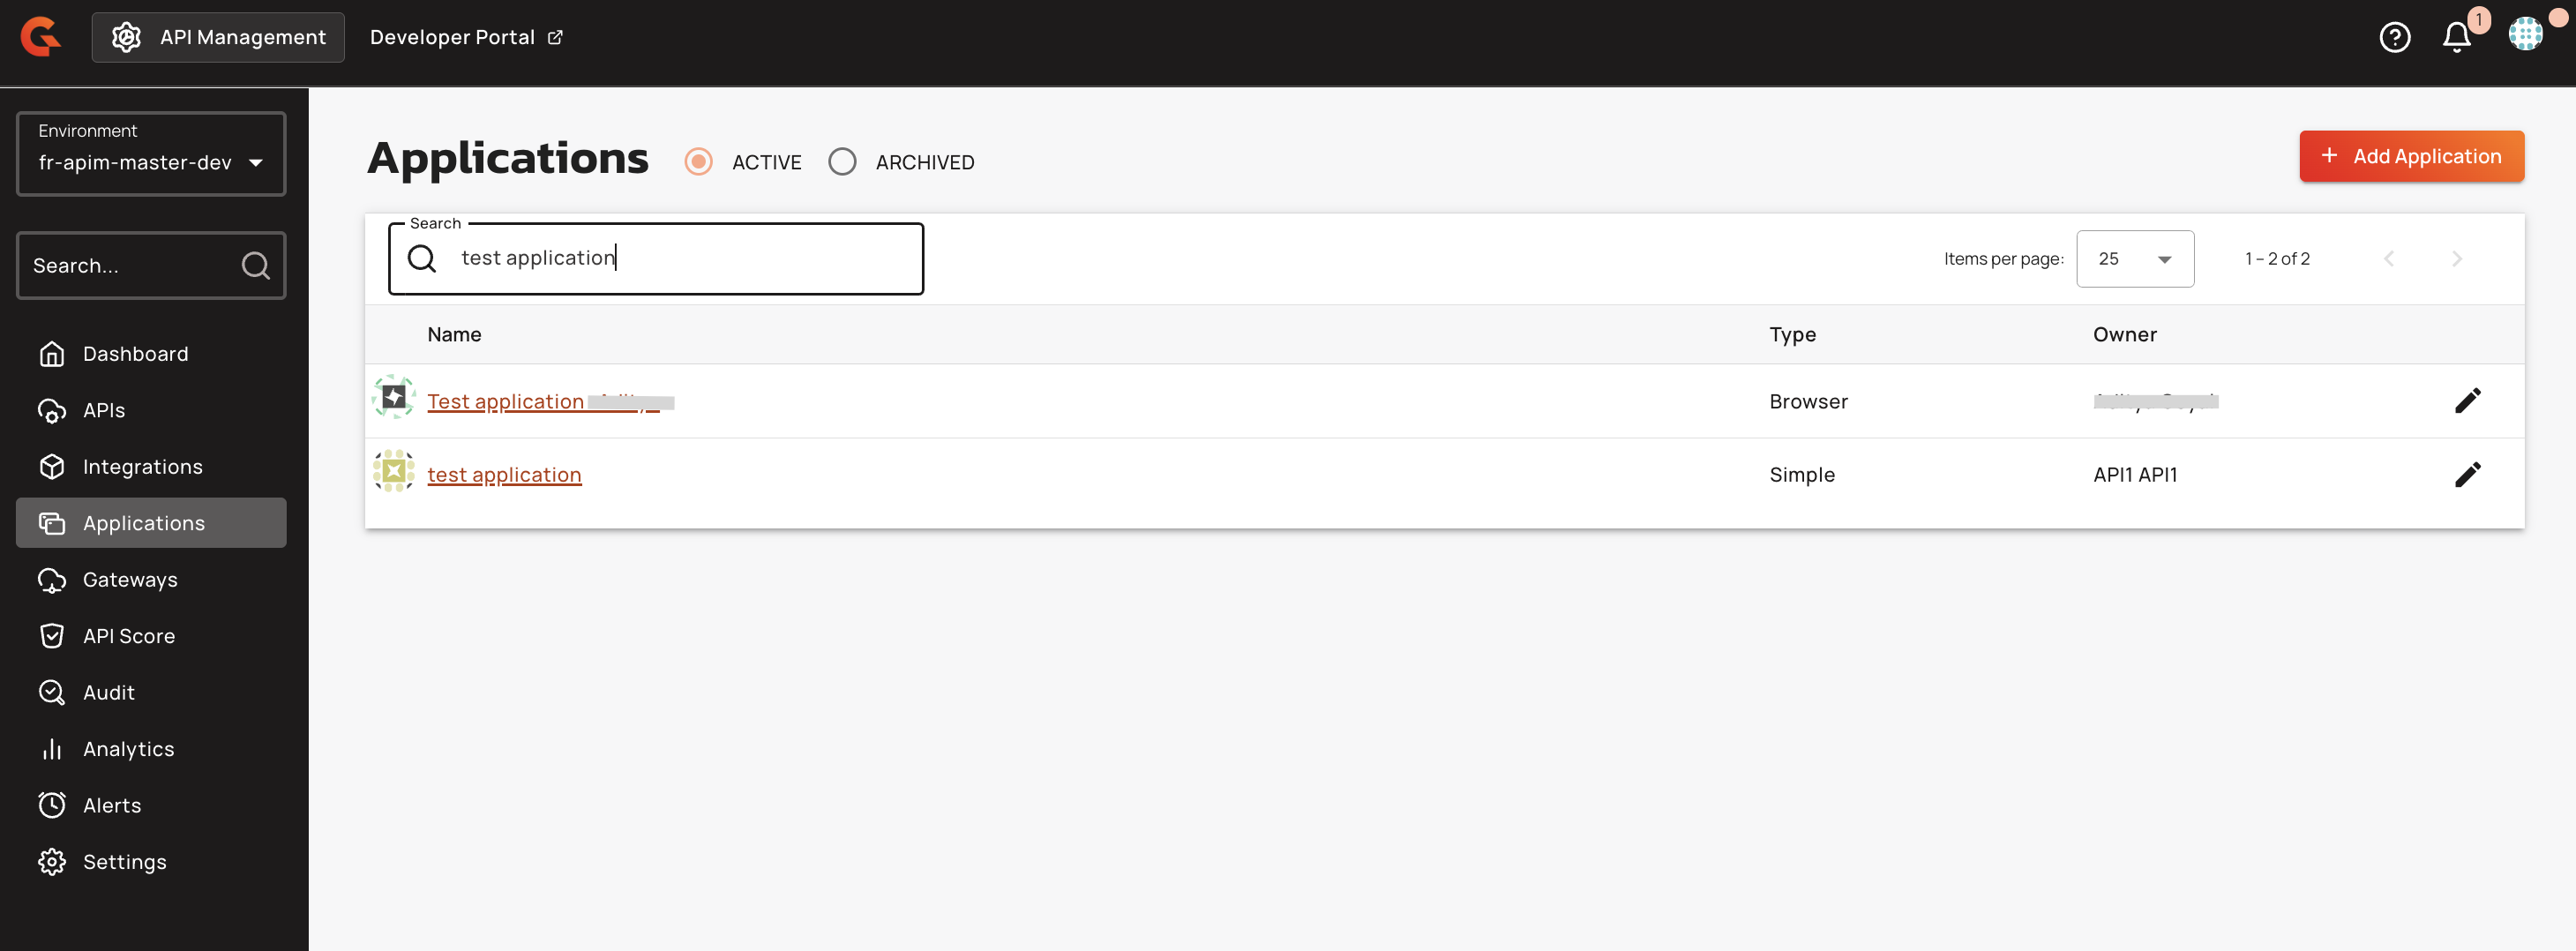 API Management
Developer Portal
1
Environment
fr-apim-master-dev
Search...
Dashboard
APIs
Integrations
Applications
Gateways
API Score
Audit
Analytics
Alerts
Settings
Applications
ACTIVE
ARCHIVED
+ Add Application
Search
test application
Items per page: 25
1 – 2 of 2
Name Type Owner
Test application Browser
test application Simple API1 API1